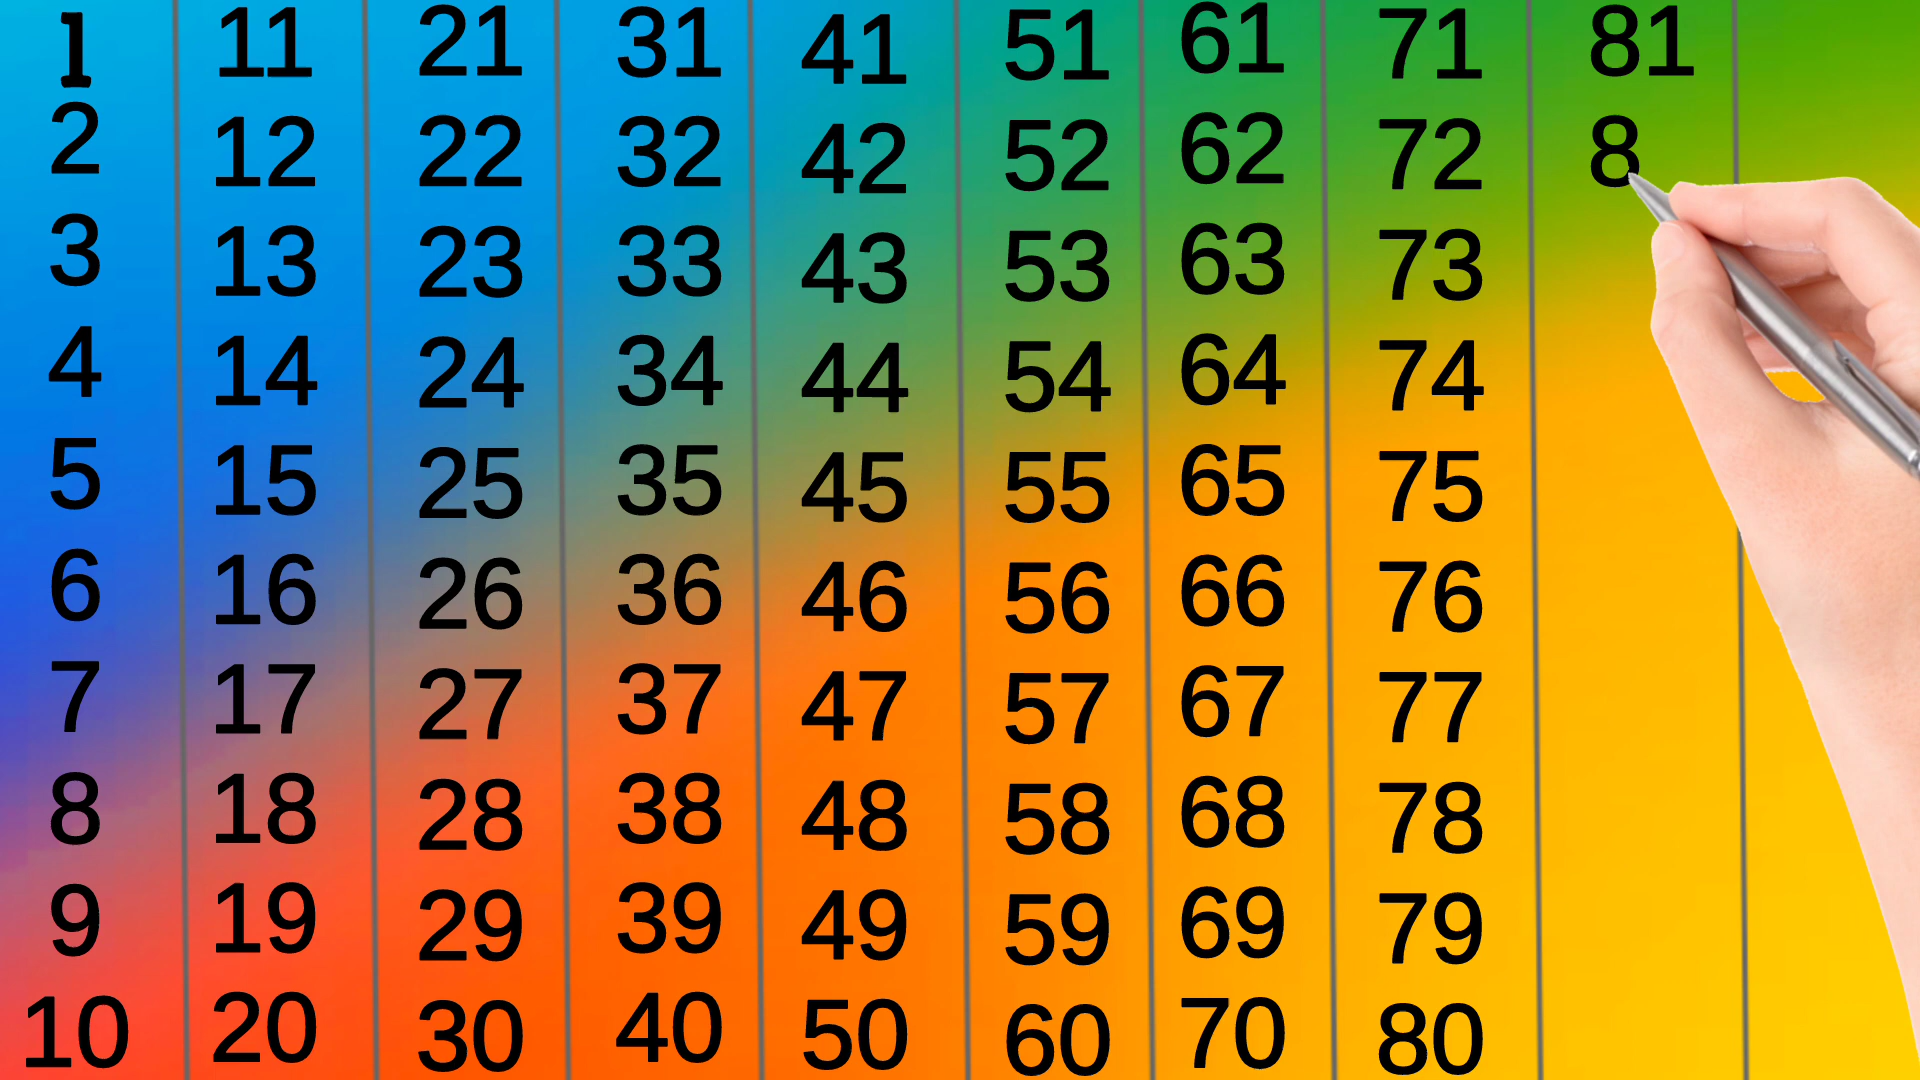 1 11 21 31 41 51 61 71 81
2 12 22 32 42 52 62 72 8
3 13 23 33 43 53 63 73
4 14 24 34 44 54 64 74
5 15 25 35 45 55 65 75
6 16 26 36 46 56 66 76
7 17 27 37 47 57 67 77
8 18 28 38 48 58 68 78
9 19 29 39 49 59 69 79
10 20 30 40 50 60 70 80